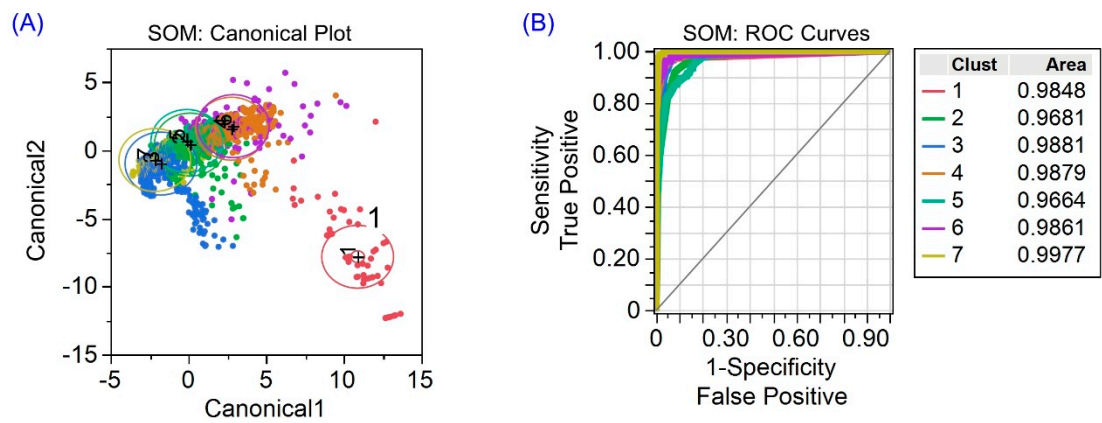 (A)
SOM: Canonical Plot
Canonical2
5
0
-5
-10
-15
-5
0
5
10
15
Canonical1
1
1
(B)
SOM: ROC Curves
Sensitivity
True Positive
1.00
0.80
0.60
0.40
0.20
0
0
0.30
0.60
0.90
1-Specificity
False Positive
Clust Area
1 0.9848
2 0.9681
3 0.9881
4 0.9879
5 0.9664
6 0.9861
7 0.9977